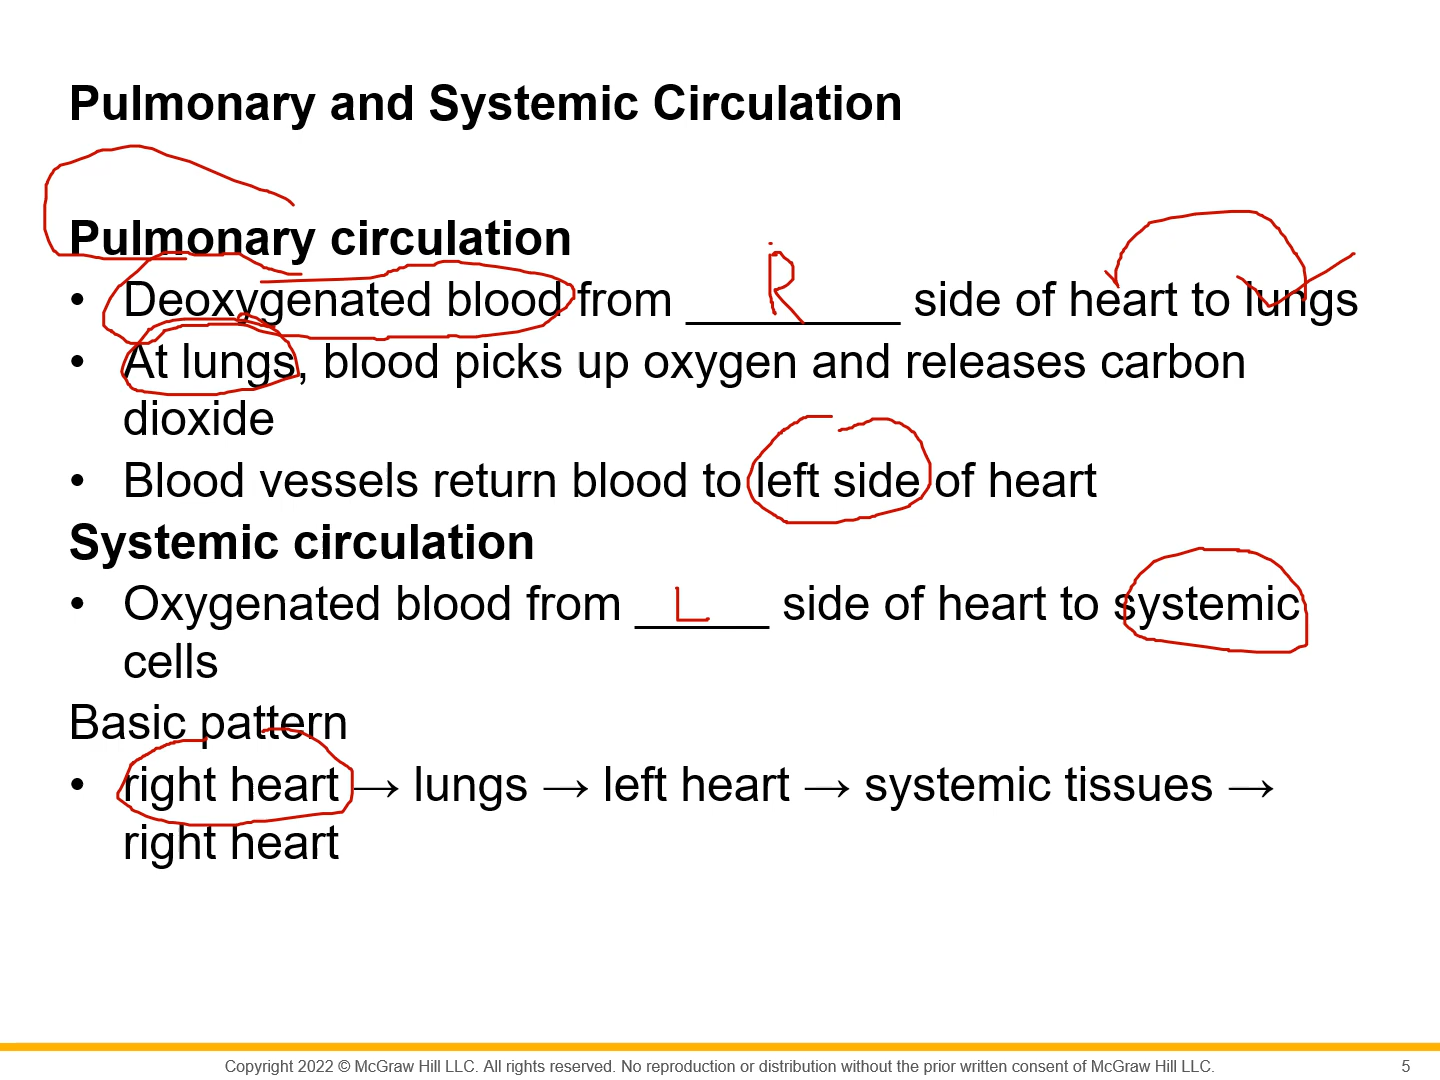 Pulmonary and Systemic Circulation
Pulmonary circulation
• Deoxygenated blood from ____R____ side of heart to lungs
• At lungs, blood picks up oxygen and releases carbon
dioxide
• Blood vessels return blood to left side of heart
Systemic circulation
• Oxygenated blood from __L__ side of heart to systemic
cells
Basic pattern
• right heart → lungs → left heart → systemic tissues →
right heart
Copyright 2022 © McGraw Hill LLC. All rights reserved. No reproduction or distribution without the prior written consent of McGraw Hill LLC. 5